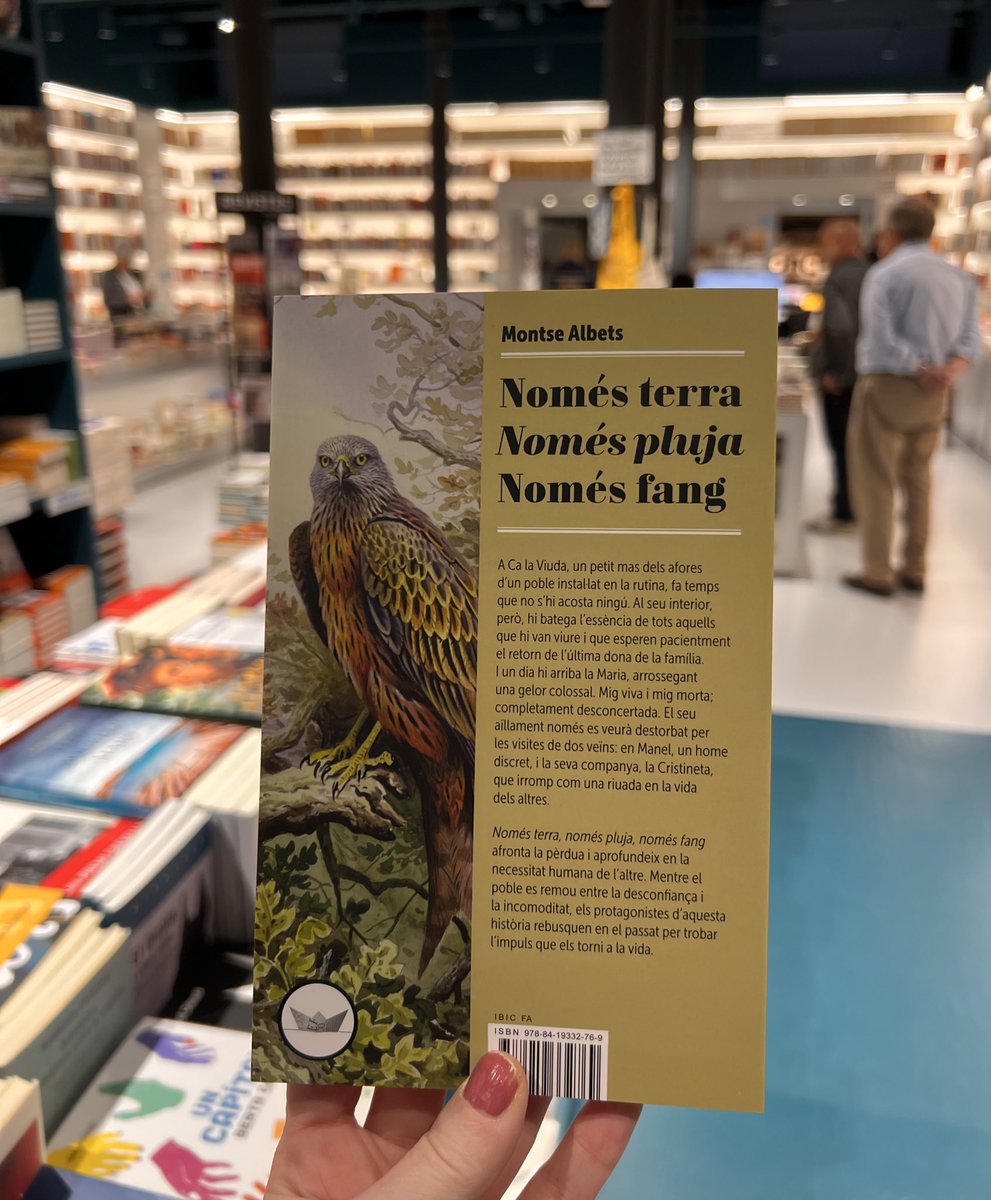 Montse Albets
Només terra
Només pluja
Només fang
A Ca la Viuda, un petit mas dels afores
d'un poble instal·lat en la rutina, fa temps
que no s'hi acosta ningú. Al seu interior,
però, hi batega l'essència de tots aquells
que hi van viure i que esperen pacientment
el retorn de l'última dona de la família.
I un dia hi arriba la Maria, arrossegant
una gelor colossal. Mig viva i mig morta;
completament desconcertada. El seu
aïllament només es veurà destorbat per
les visites de dos veïns: en Manel, un home
discret, i la seva companya, la Cristineta,
que irromp com una riuada en la vida
dels altres.
Només terra, només pluja, només fang
afronta la pèrdua i aprofundeix en la
necessitat humana de l'altre. Mentre el
poble es remou entre la desconfiança i
la incomoditat, els protagonistes d'aquesta
història rebusquen en el passat per trobar
l'impuls que els torni a la vida.
IBIC FA
ISBN 978-84-19332-76-9
UN